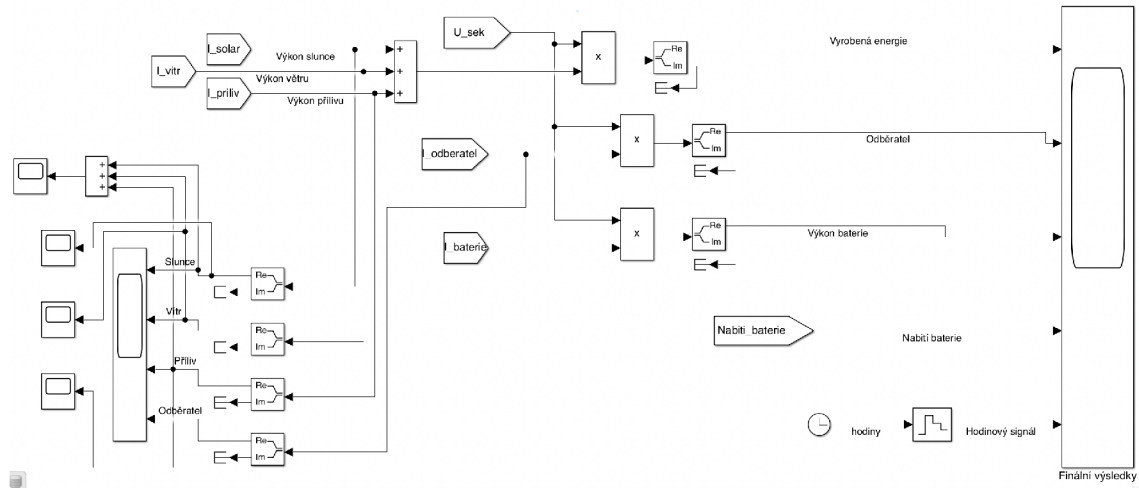 I_solar
U_sek
Výkon slunce
+
+
+
x
Re
Im
Vyrobená energie
I_vitr
Výkon větru
I_priliv
Výkon přílivu
I_odberatel
x
Re
Im
Odběratel
+
+
+
I_baterie
x
Re
Im
Výkon baterie
Slunce
Re
Im
Vítr
Re
Im
Nabiti_baterie
Nabití baterie
Příliv
Re
Im
Odběratel
Re
Im
hodiny
Hodinový signál
Finální výsledky